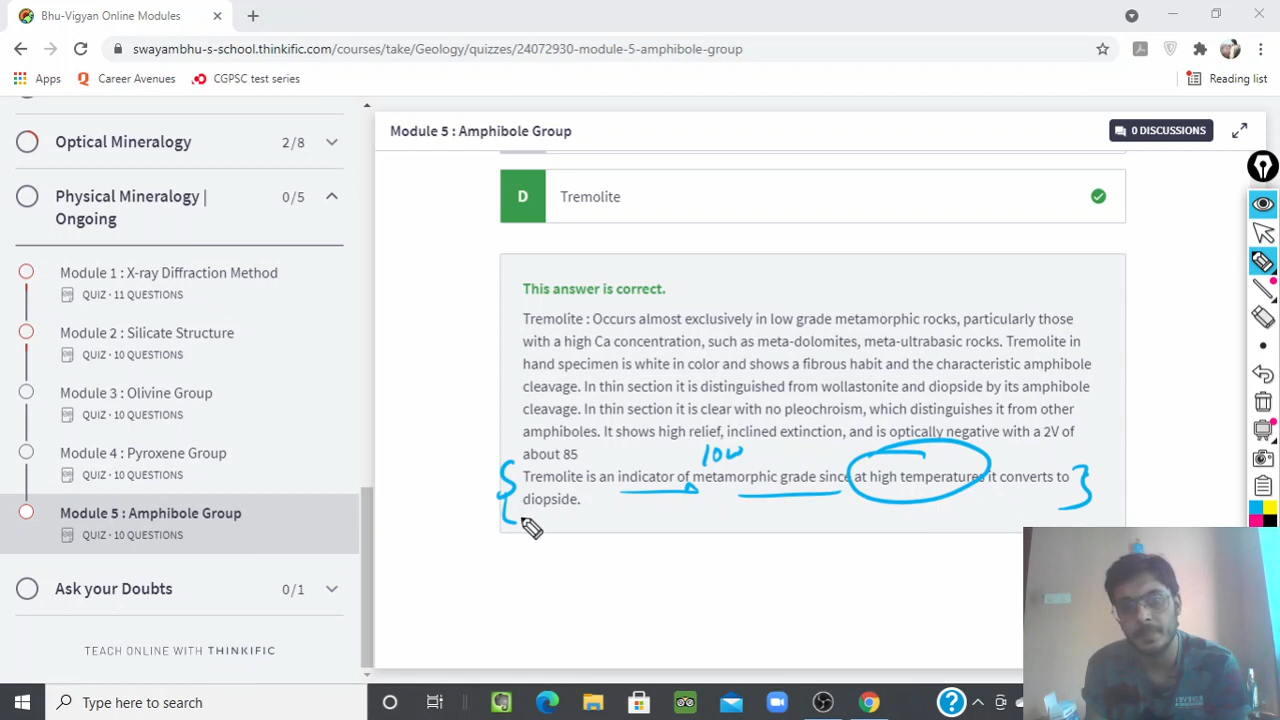 Bhu-Vigyan Online Modules
swayambhu-s-school.thinkific.com/courses/take/Geology/quizzes/24072930-module-5-amphibole-group
Apps
Career Avenues
CGPSC test series
Reading list
Optical Mineralogy
2/8
Physical Mineralogy |
Ongoing
0/5
Module 1 : X-ray Diffraction Method
QUIZ · 11 QUESTIONS
Module 2 : Silicate Structure
QUIZ · 10 QUESTIONS
Module 3 : Olivine Group
QUIZ · 10 QUESTIONS
Module 4 : Pyroxene Group
QUIZ · 10 QUESTIONS
Module 5 : Amphibole Group
QUIZ · 10 QUESTIONS
Ask your Doubts
0/1
TEACH ONLINE WITH THINKIFIC
Module 5 : Amphibole Group
0 DISCUSSIONS
D
Tremolite
This answer is correct.
Tremolite : Occurs almost exclusively in low grade metamorphic rocks, particularly those
with a high Ca concentration, such as meta-dolomites, meta-ultrabasic rocks. Tremolite in
hand specimen is white in color and shows a fibrous habit and the characteristic amphibole
cleavage. In thin section it is distinguished from wollastonite and diopside by its amphibole
cleavage. In thin section it is clear with no pleochroism, which distinguishes it from other
amphiboles. It shows high relief, inclined extinction, and is optically negative with a 2V of
about 85
low
Tremolite is an indicator of metamorphic grade since at high temperatures it converts to
diopside.
Type here to search